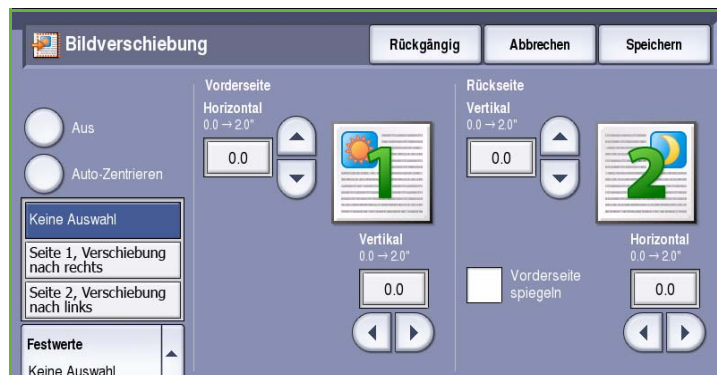 Bildverschiebung
Rückgängig
Abbrechen
Speichern
Aus
Auto-Zentrieren
Keine Auswahl
Seite 1, Verschiebung
nach rechts
Seite 2, Verschiebung
nach links
Festwerte
Keine Auswahl
Vorderseite
Horizontal
0.0 → 2.0"
0.0
1
Vertikal
0.0 → 2.0"
0.0
Rückseite
Vertikal
0.0 → 2.0"
0.0
2
Vorderseite
spiegeln
Horizontal
0.0 → 2.0"
0.0